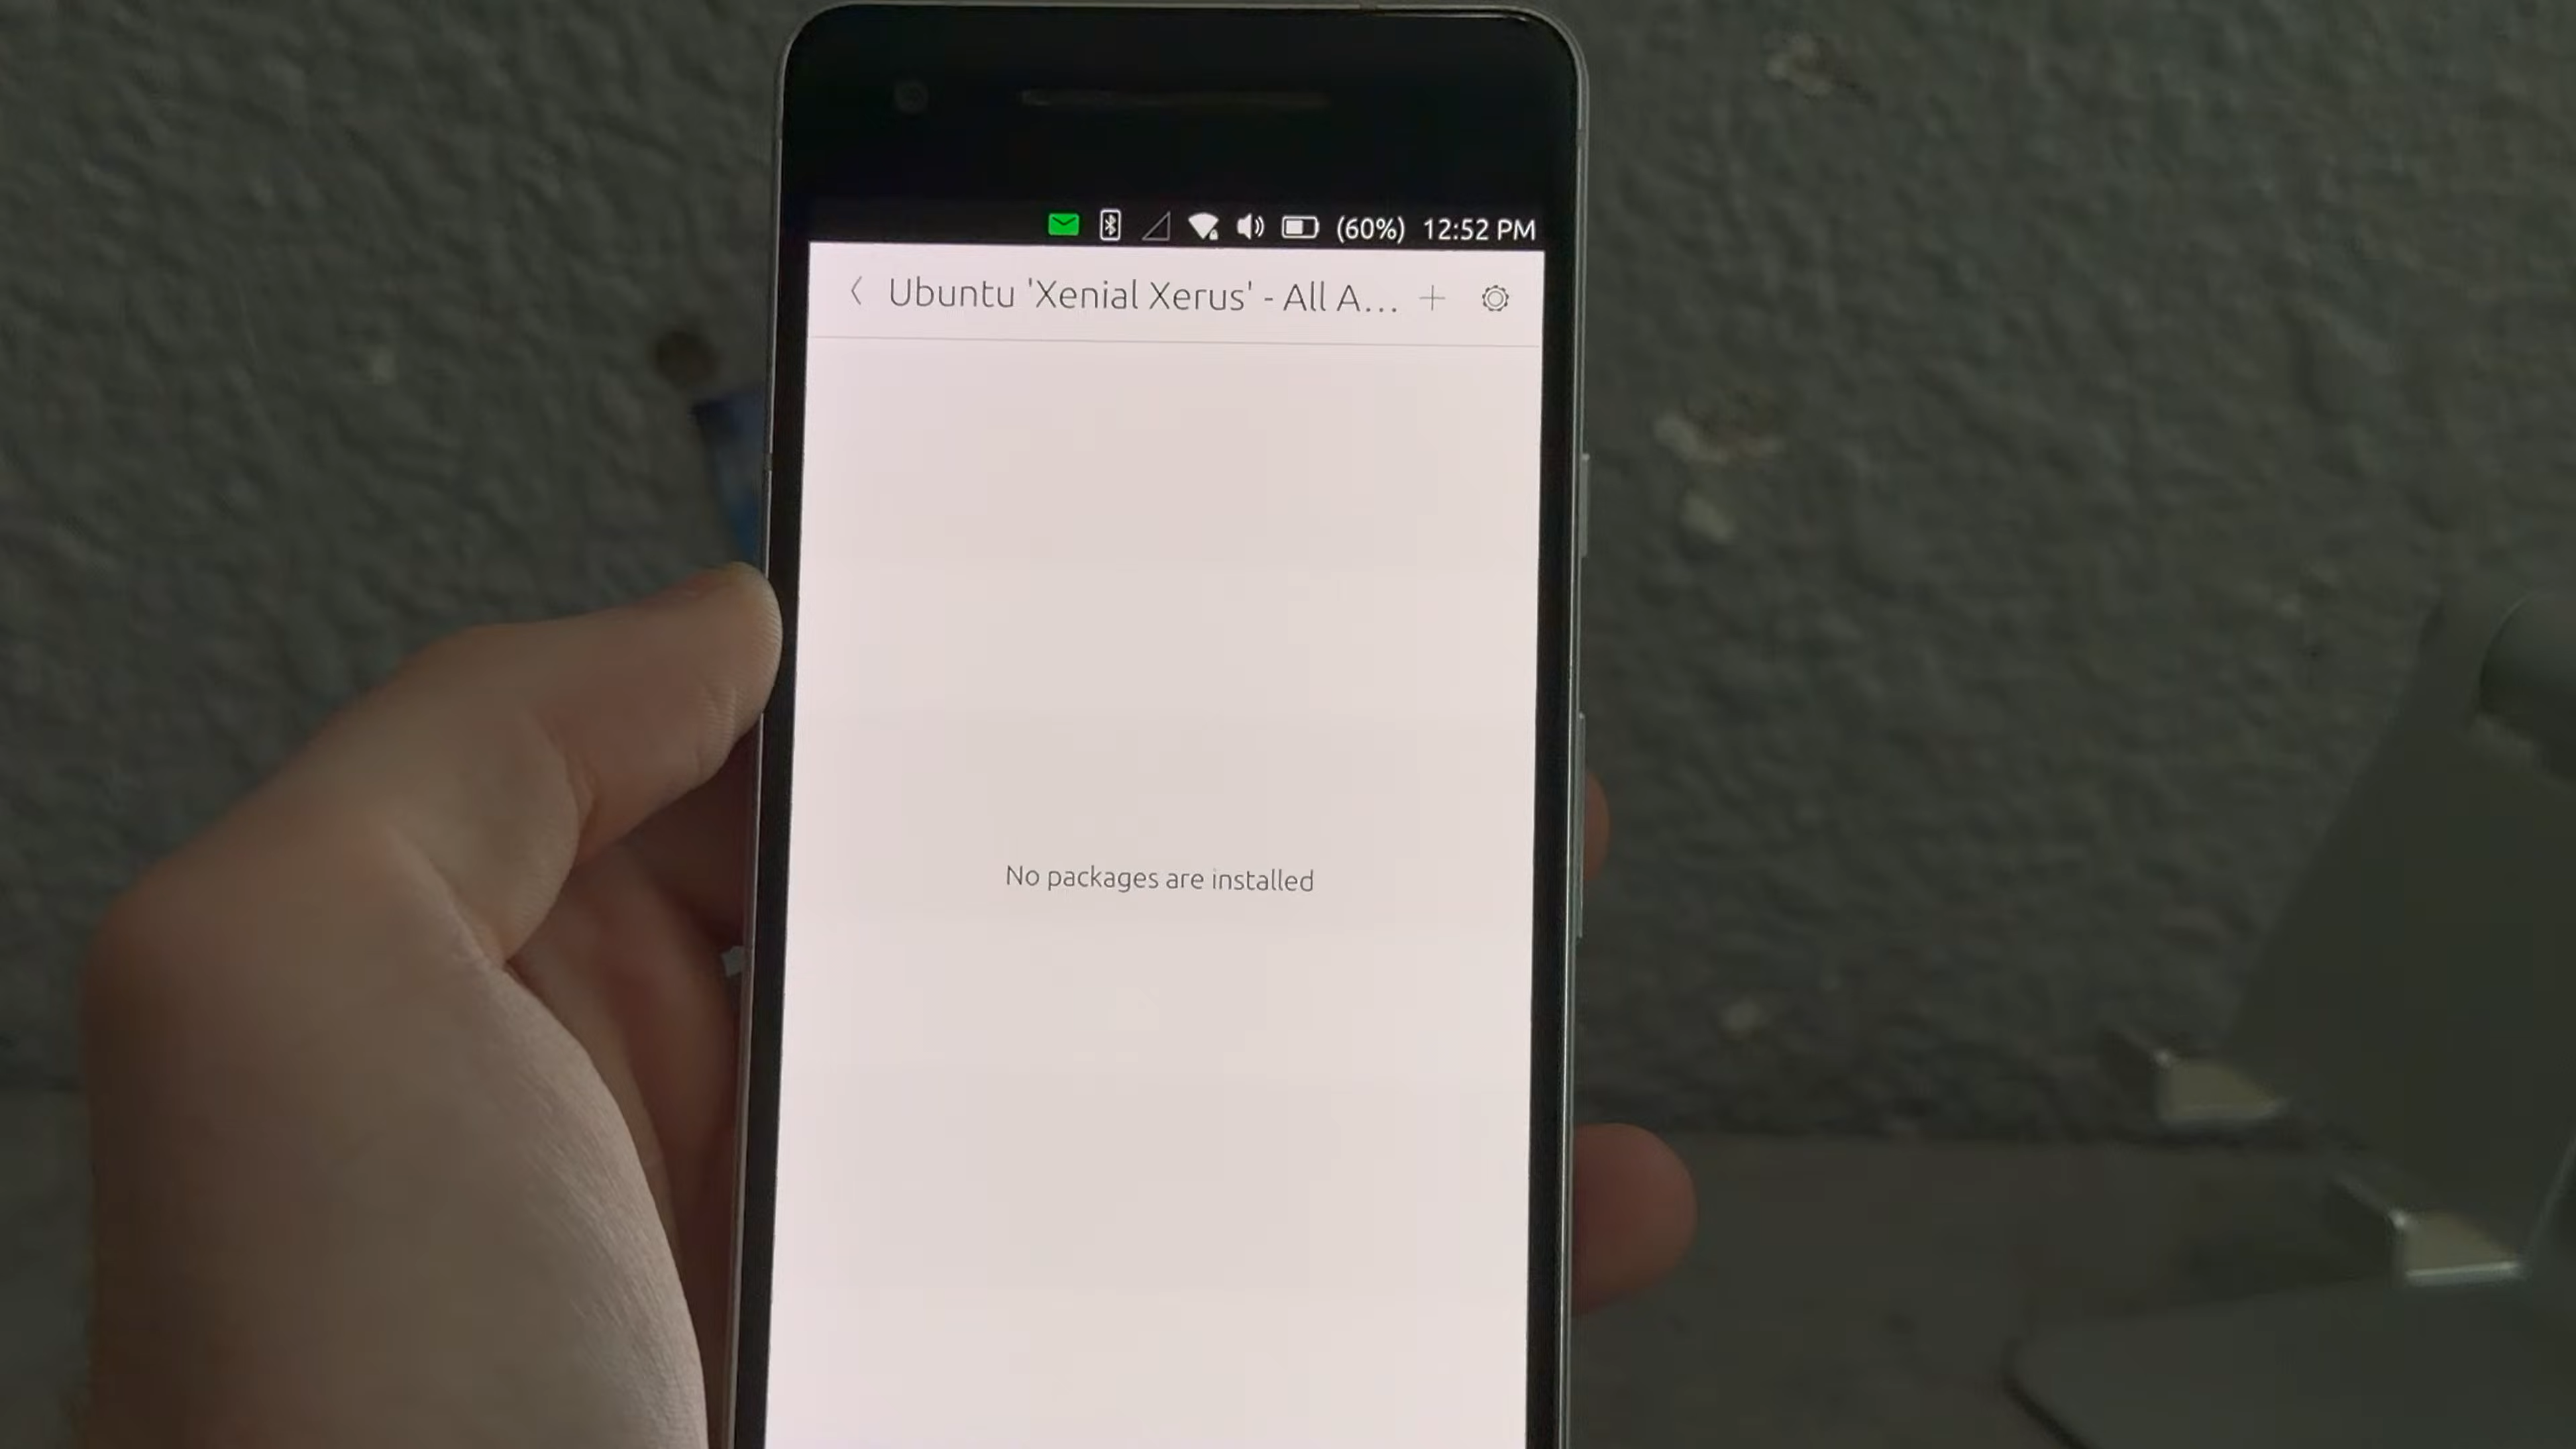 (60%) 12:52 PM
Ubuntu 'Xenial Xerus' - All A...
No packages are installed